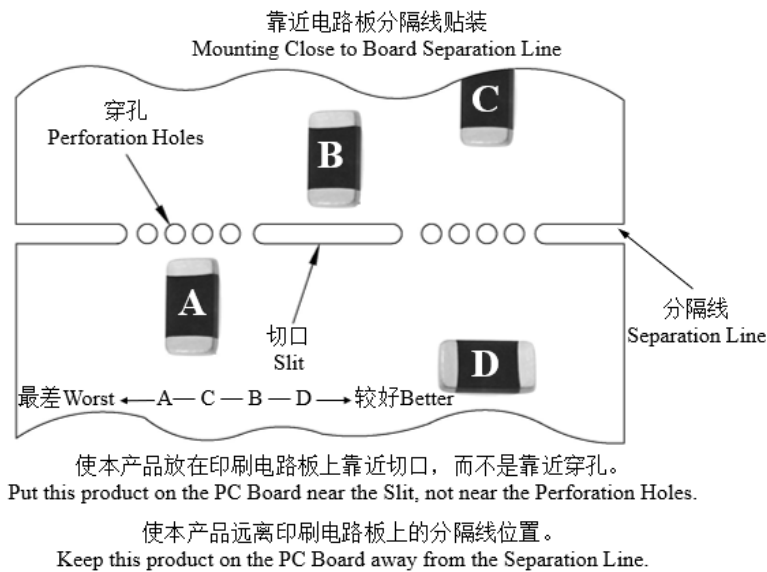 靠近电路板分隔线贴装
Mounting Close to Board Separation Line
C
穿孔
Perforation Holes
B
A
分隔线
Separation Line
切口
Slit
D
最差Worst ←A— C — B — D→ 较好Better
使本产品放在印刷电路板上靠近切口，而不是靠近穿孔。
Put this product on the PC Board near the Slit, not near the Perforation Holes.
使本产品远离印刷电路板上的分隔线位置。
Keep this product on the PC Board away from the Separation Line.